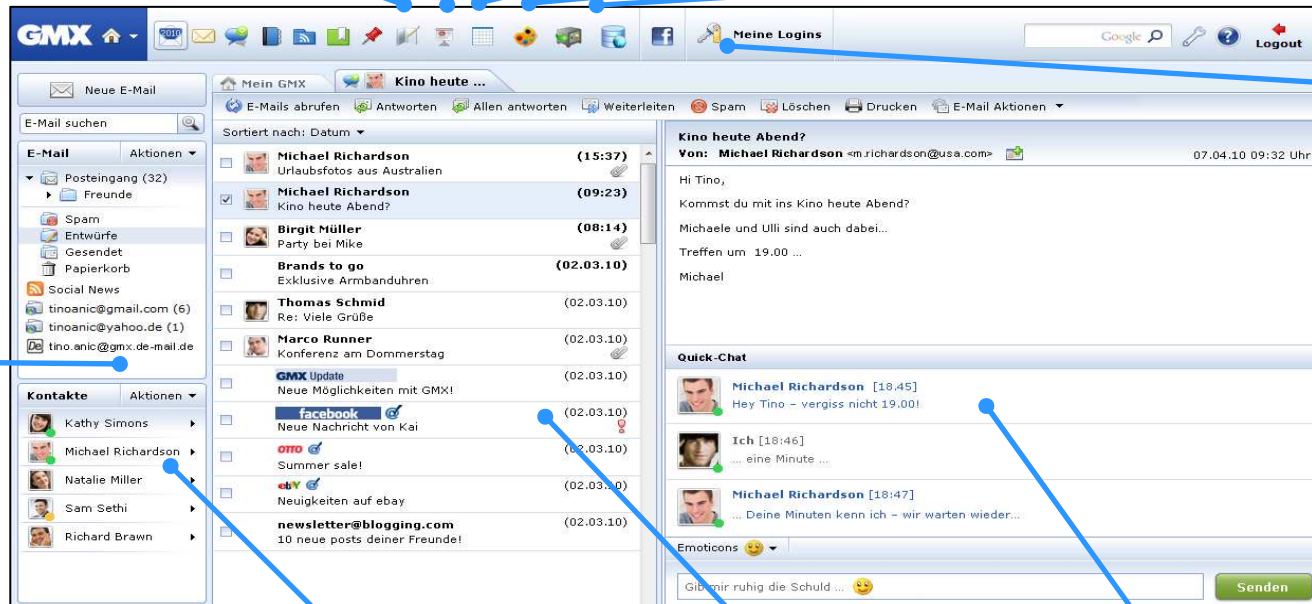 GMX
2010
Meine Logins
Google
Logout
Neue E-Mail
E-Mail suchen
E-Mail Aktionen
Posteingang (32)
Freunde
Spam
Entwürfe
Gesendet
Papierkorb
Social News
tinoanic@gmail.com (6)
tinoanic@yahoo.de (1)
De tino.anic@gmx.de-mail.de
Kontakte Aktionen
Kathy Simons
Michael Richardson
Natalie Miller
Sam Sethi
Richard Brawn
Mein GMX Kino heute ...
E-Mails abrufen Antworten Allen antworten Weiterleiten Spam Löschen Drucken E-Mail Aktionen
Sortiert nach: Datum
Michael Richardson (15:37)
Urlaubsfotos aus Australien
Michael Richardson (09:23)
Kino heute Abend?
Birgit Müller (08:14)
Party bei Mike
Brands to go (02.03.10)
Exklusive Armbanduhren
Thomas Schmid (02.03.10)
Re: Viele Grüße
Marco Runner (02.03.10)
Konferenz am Dommerstag
GMX Update (02.03.10)
Neue Möglichkeiten mit GMX!
facebook (02.03.10)
Neue Nachricht von Kai
OTTO (02.03.10)
Summer sale!
ebY (02.03.10)
Neuigkeiten auf ebay
newsletter@blogging.com (02.03.10)
10 neue posts deiner Freunde!
Kino heute Abend?
Von: Michael Richardson <m.richardson@usa.com> 07.04.10 09:32 Uhr
Hi Tino,
Kommst du mit ins Kino heute Abend?
Michaele und Ulli sind auch dabei...
Treffen um 19.00 ...
Michael
Quick-Chat
Michael Richardson [18.45]
Hey Tino – vergiss nicht 19.00!
Ich [18:46]
... eine Minute ...
Michael Richardson [18:47]
... Deine Minuten kenn ich – wir warten wieder...
Emoticons
Gib mir ruhig die Schuld ...
Senden